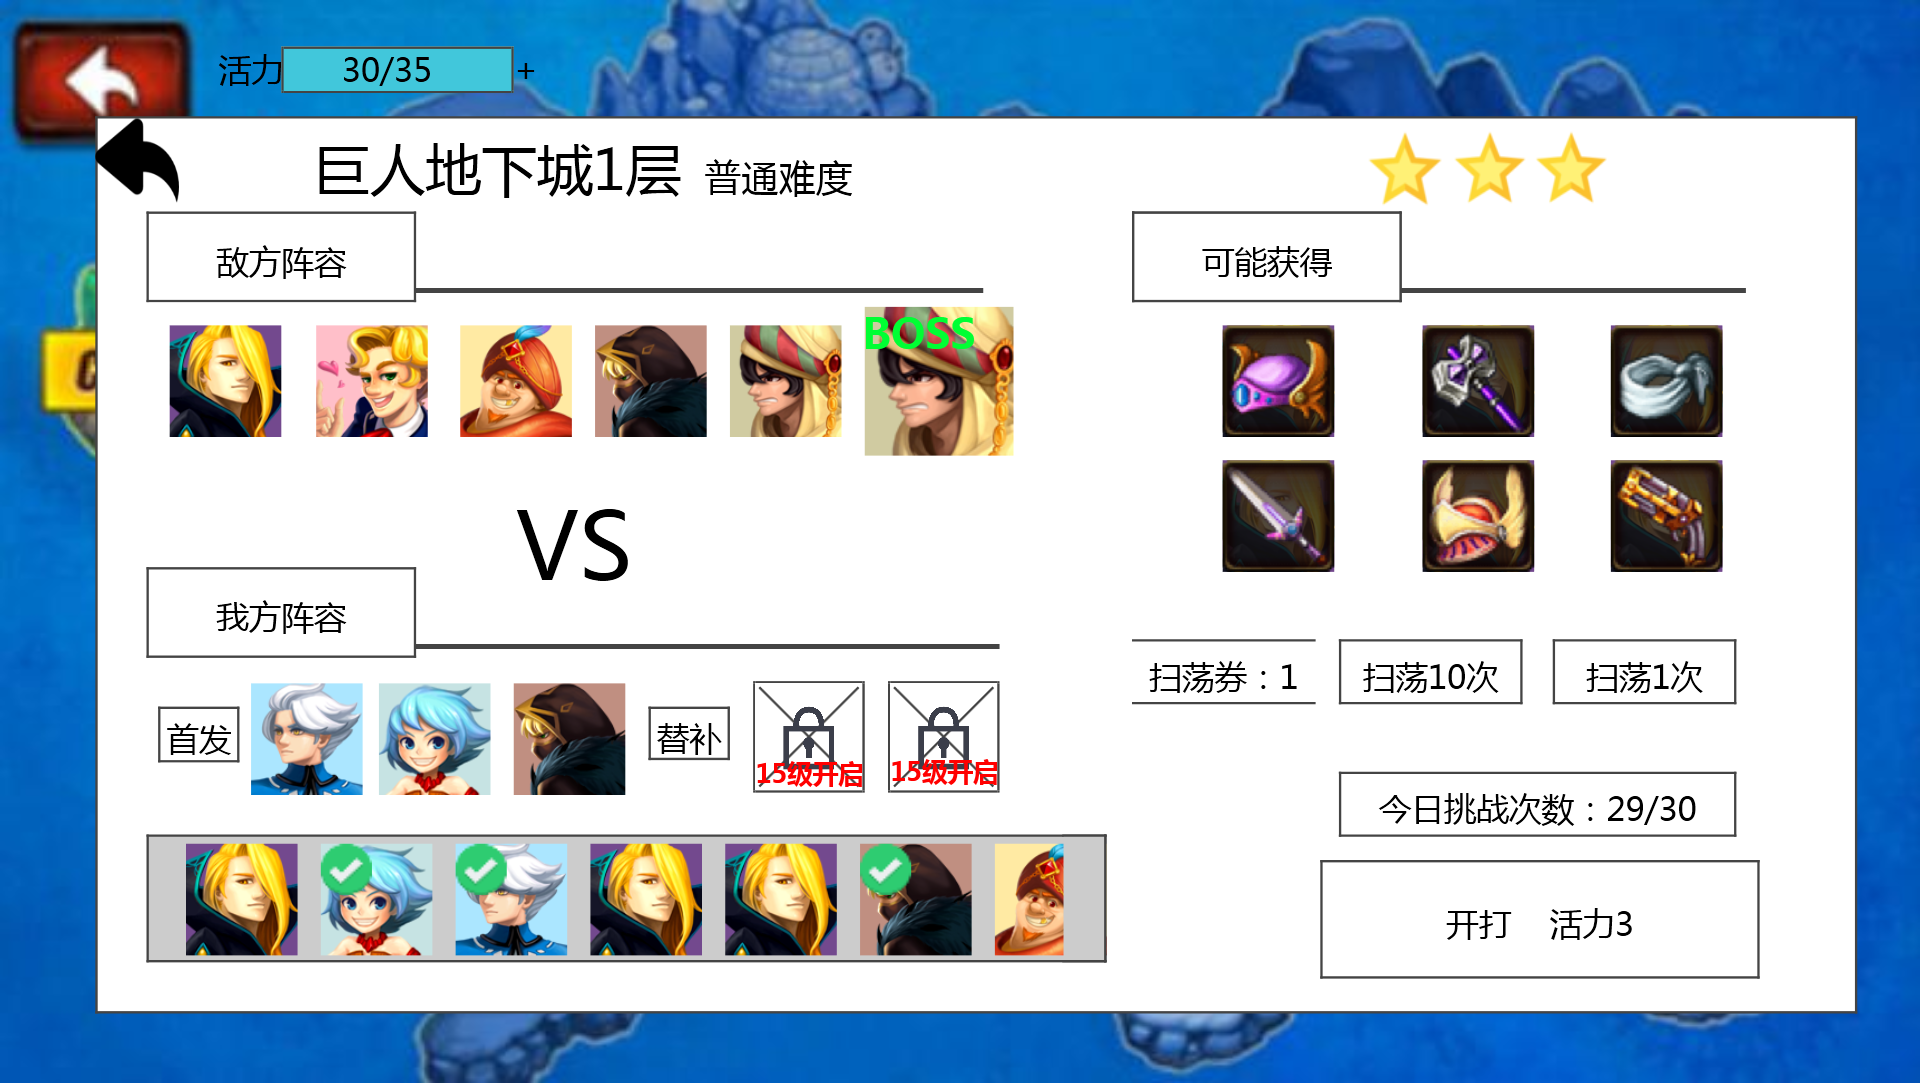 活力 30/35 +
巨人地下城1层 普通难度
敌方阵容
可能获得
BOSS
VS
我方阵容
首发
替补
15级开启
15级开启
扫荡券：1
扫荡10次
扫荡1次
今日挑战次数：29/30
开打 活力3